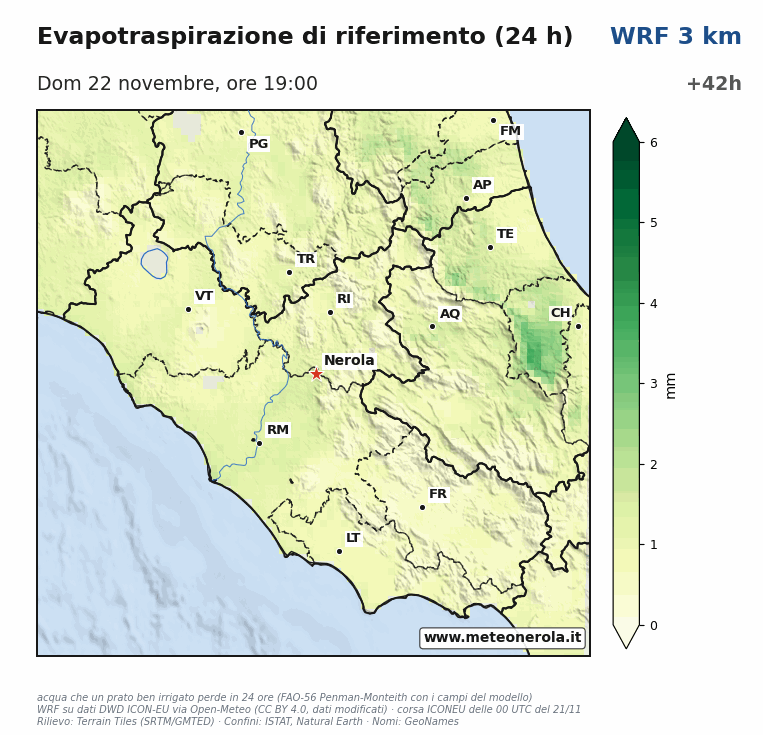 Evapotraspirazione di riferimento (24 h)
WRF 3 km
Dom 22 novembre, ore 19:00
+42h
FM
PG
AP
TE
TR
VT
RI
AQ
CH
Nerola
RM
FR
LT
www.meteonerola.it
6
5
4
3
2
1
0
mm
acqua che un prato ben irrigato perde in 24 ore (FAO-56 Penman-Monteith con i campi del modello)
WRF su dati DWD ICON-EU via Open-Meteo (CC BY 4.0, dati modificati) · corsa ICONEU delle 00 UTC del 21/11
Rilievo: Terrain Tiles (SRTM/GMTED) · Confini: ISTAT, Natural Earth · Nomi: GeoNames